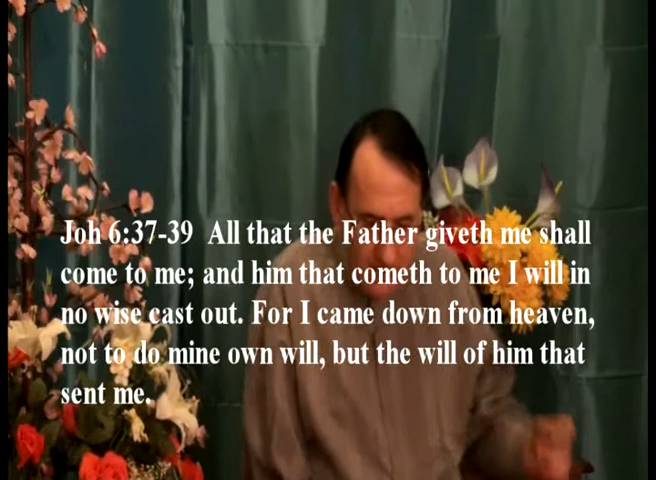 Joh 6:37-39  All that the Father giveth me shall
come to me; and him that cometh to me I will in
no wise cast out. For I came down from heaven,
not to do mine own will, but the will of him that
sent me.